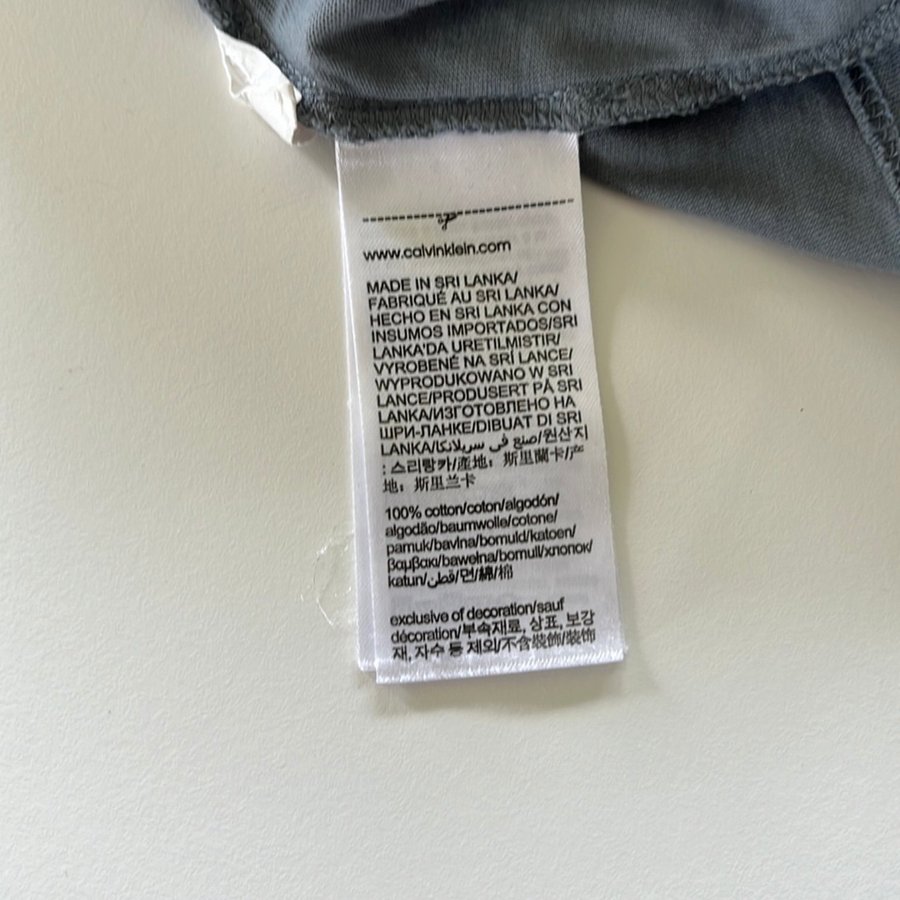 www.calvinklein.com
MADE IN SRI LANKA/
FABRIQUÉ AU SRI LANKA/
HECHO EN SRI LANKA CON
INSUMOS IMPORTADOS/SRI
LANKA'DA URETILMISTIR/
VYROBENÉ NA SRÍ LANCE/
WYPRODUKOWANO W SRI
LANCE/PRODUSERT PÅ SRI
LANKA/ИЗГОТОВЛЕНО НА
ШРИ-ЛАНКЕ/DIBUAT DI SRI
LANKA/صنع في سريلانكا/원산지
: 스리랑카/產地：斯里蘭卡/产
地：斯里兰卡
100% cotton/coton/algodón/
algodão/baumwolle/cotone/
pamuk/bavlna/bomuld/katoen/
βαμβακι/bawełna/bomull/хлопок/
katun/قطن/면/綿/棉
exclusive of decoration/sauf
décoration/부속재료, 상표, 보강
재, 자수 등 제외/不含裝飾/装饰